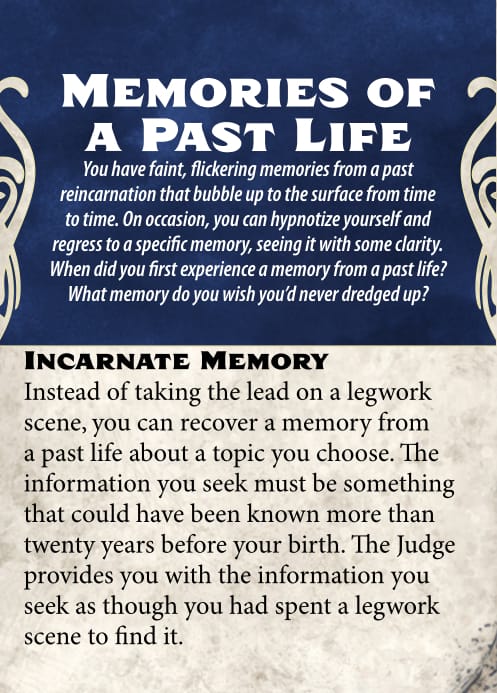 Memories of
a Past Life
You have faint, flickering memories from a past
reincarnation that bubble up to the surface from time
to time. On occasion, you can hypnotize yourself and
regress to a specific memory, seeing it with some clarity.
When did you first experience a memory from a past life?
What memory do you wish you’d never dredged up?
Incarnate Memory
Instead of taking the lead on a legwork
scene, you can recover a memory from
a past life about a topic you choose. The
information you seek must be something
that could have been known more than
twenty years before your birth. The Judge
provides you with the information you
seek as though you had spent a legwork
scene to find it.